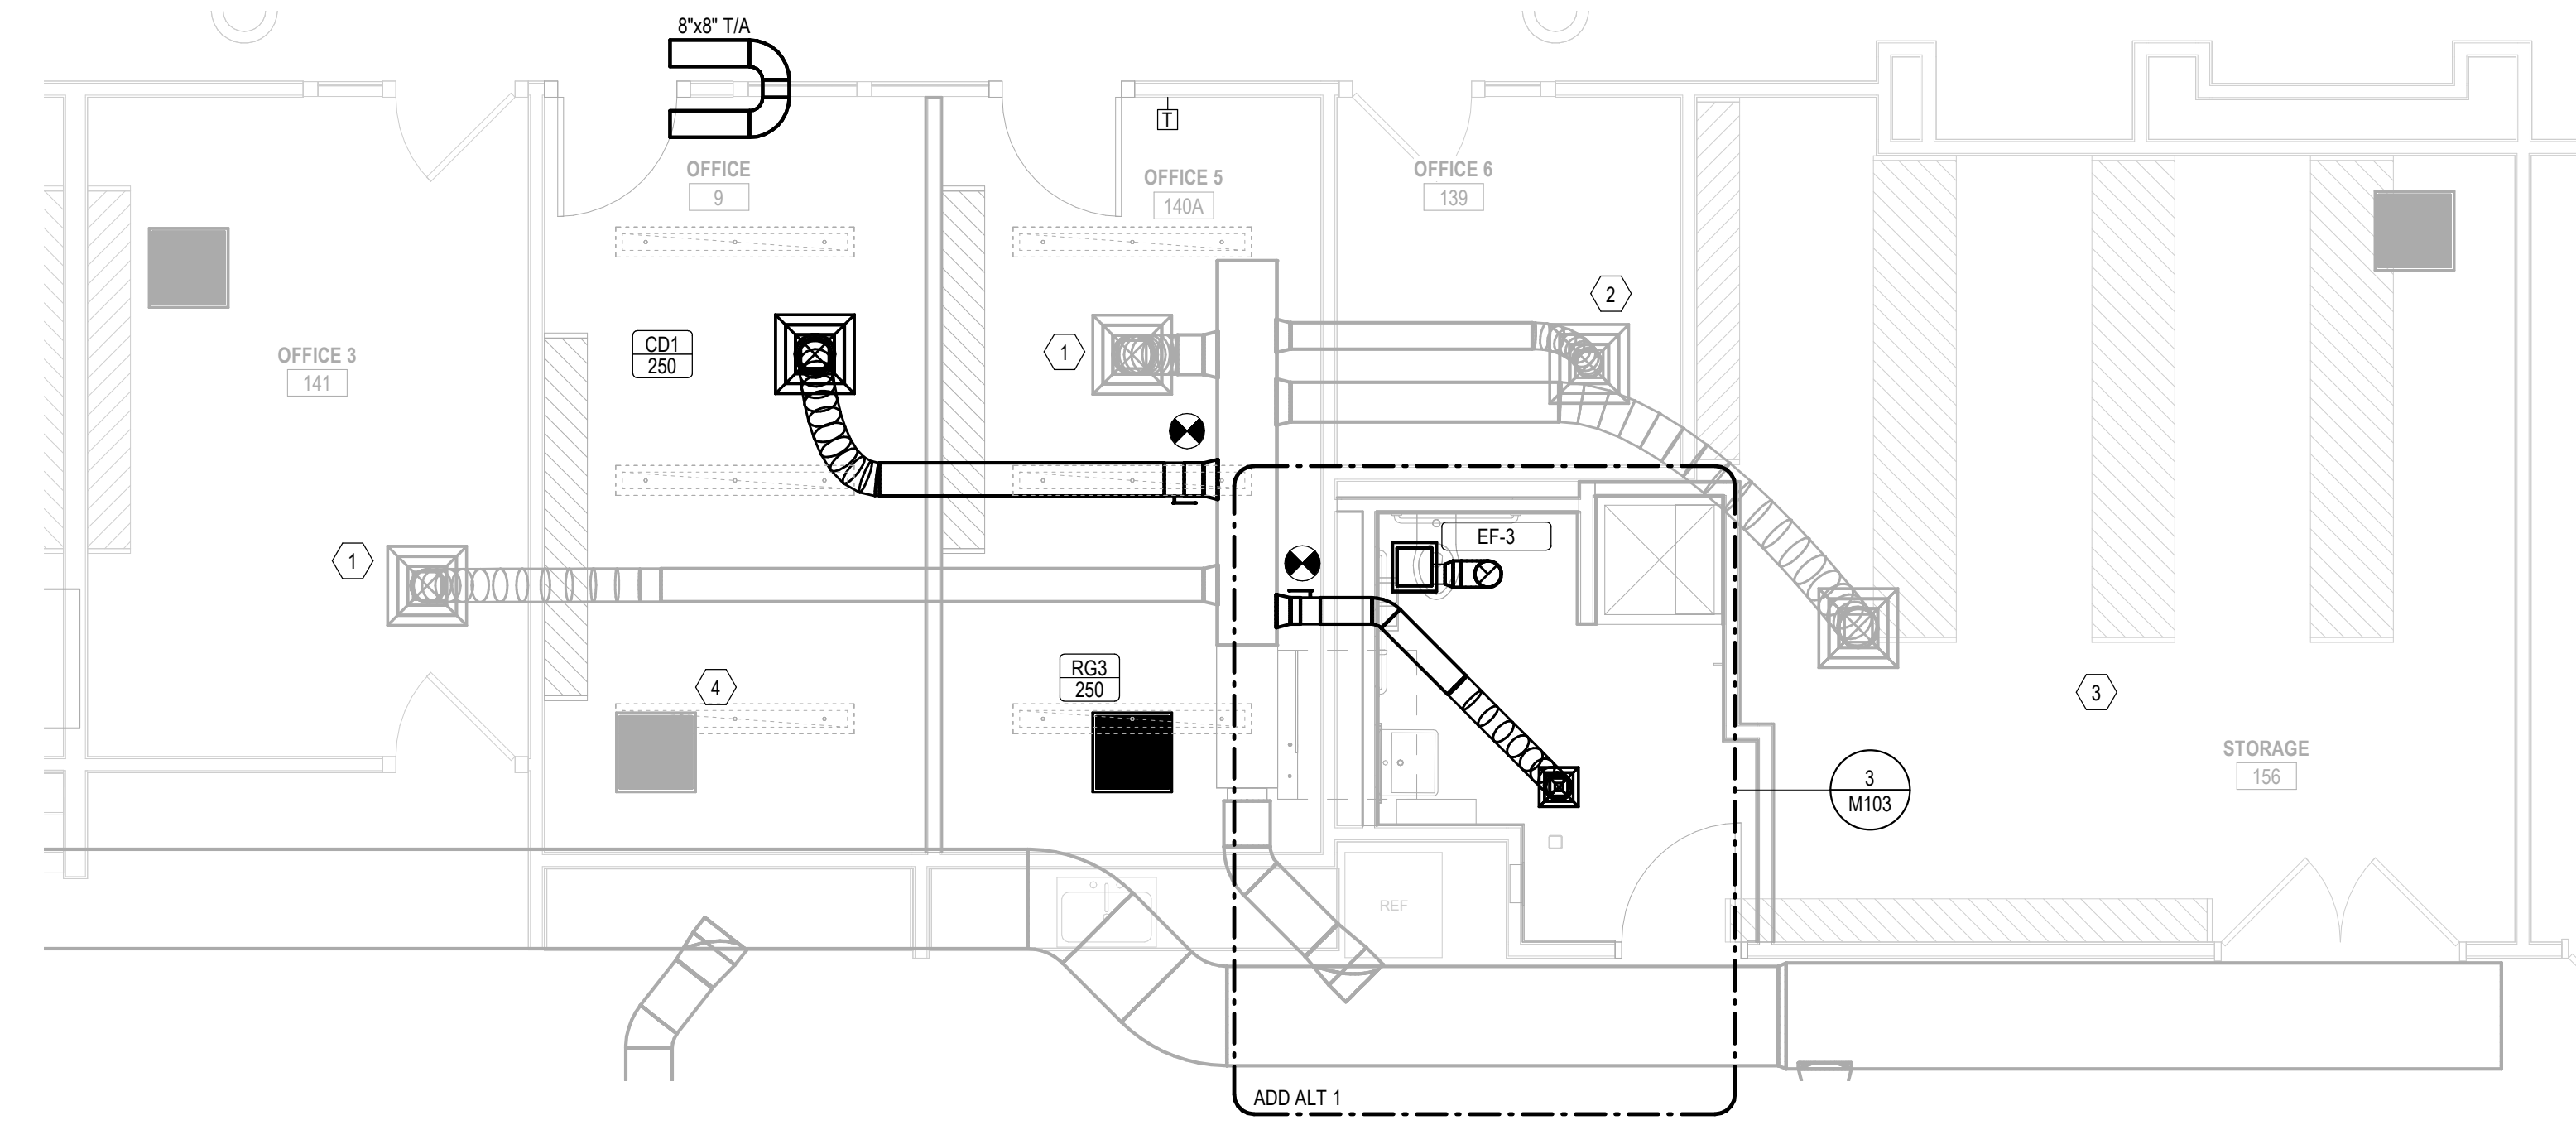 8"x8" T/A
T
OFFICE
9
OFFICE 5
140A
OFFICE 6
139
2
OFFICE 3
141
CD1
250
1
1
EF-3
4
RG3
250
3
STORAGE
156
3
M103
REF
ADD ALT 1